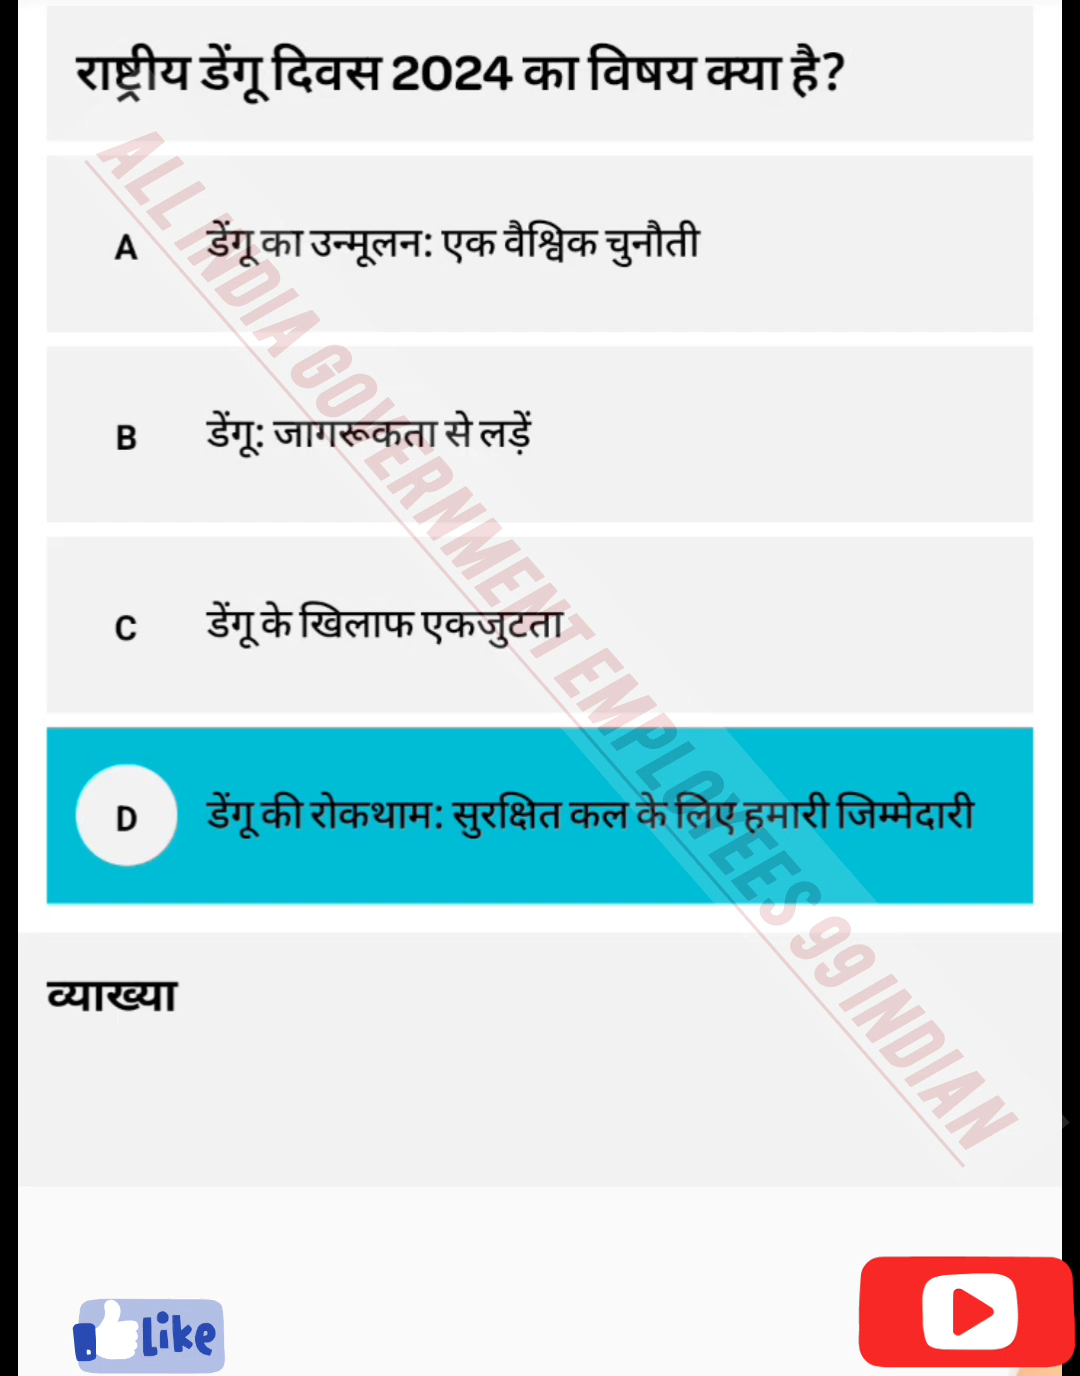 राष्ट्रीय डेंगू दिवस 2024 का विषय क्या है?
A डेंगू का उन्मूलन: एक वैश्विक चुनौती
B डेंगू: जागरूकता से लड़ें
C डेंगू के खिलाफ एकजुटता
D डेंगू की रोकथाम: सुरक्षित कल के लिए हमारी जिम्मेदारी
व्याख्या
ALL INDIA GOVERNMENT EMPLOYEES 99 INDIAN
Like